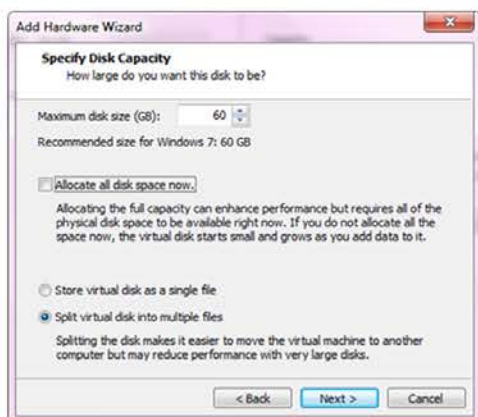 Add Hardware Wizard
Specify Disk Capacity
How large do you want this disk to be?
Maximum disk size (GB): 60
Recommended size for Windows 7: 60 GB
Allocate all disk space now.
Allocating the full capacity can enhance performance but requires all of the
physical disk space to be available right now. If you do not allocate all the
space now, the virtual disk starts small and grows as you add data to it.
Store virtual disk as a single file
Split virtual disk into multiple files
Splitting the disk makes it easier to move the virtual machine to another
computer but may reduce performance with very large disks.
< Back Next > Cancel